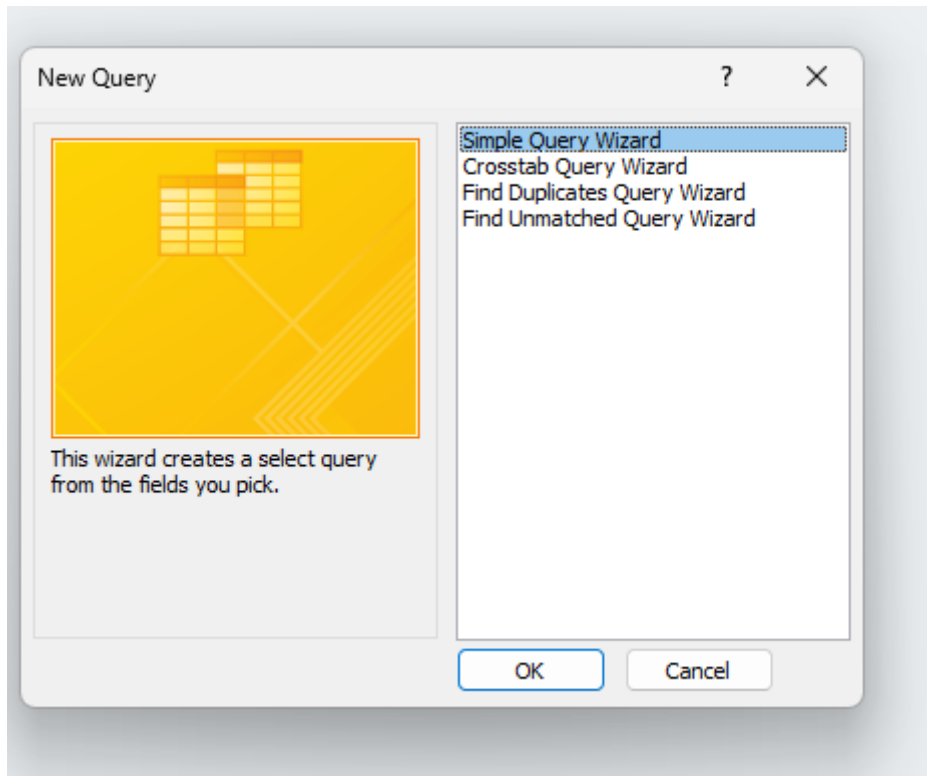 New Query
?
Simple Query Wizard
Crosstab Query Wizard
Find Duplicates Query Wizard
Find Unmatched Query Wizard
This wizard creates a select query
from the fields you pick.
OK
Cancel